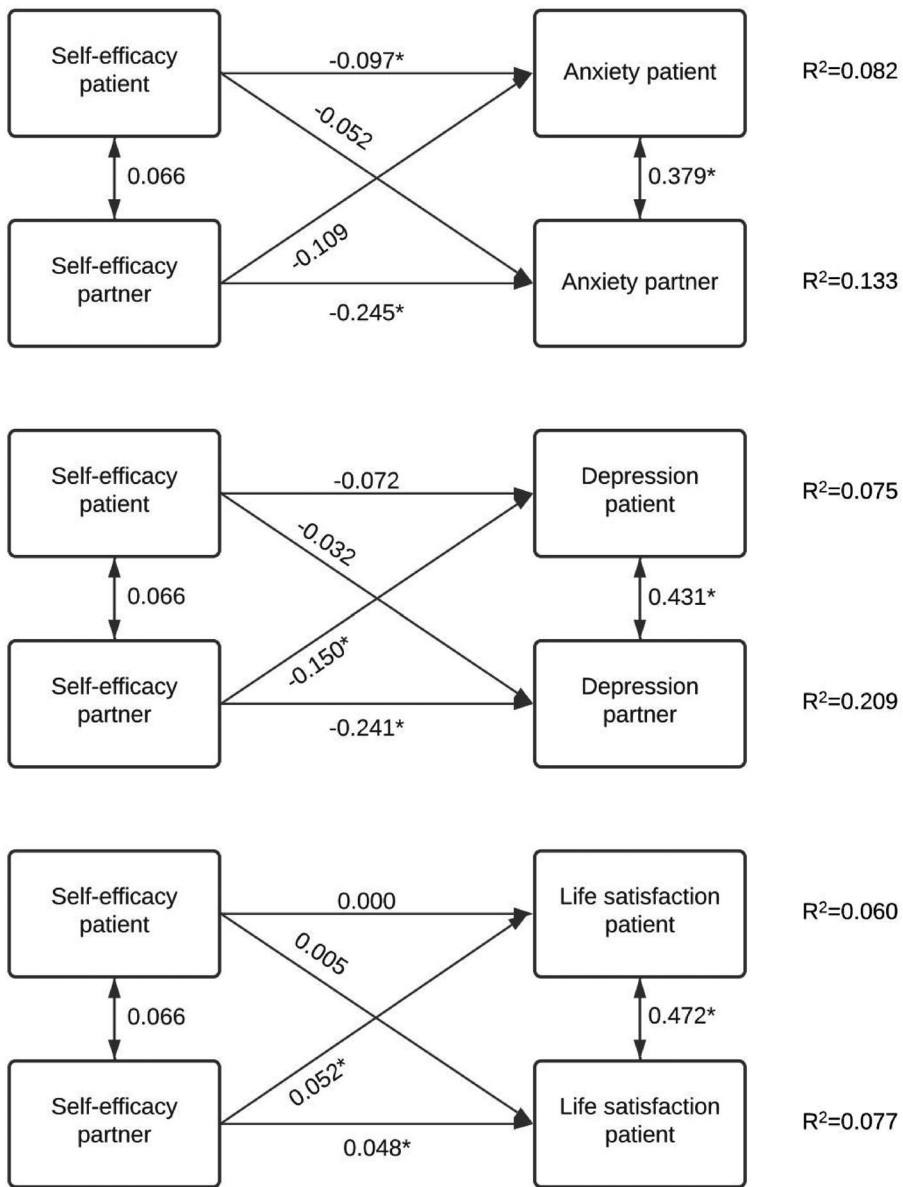 Self-efficacy
patient
-0.097*
Anxiety patient
R²=0.082
-0.052
0.066
0.379*
-0.109
Self-efficacy
partner
-0.245*
Anxiety partner
R²=0.133
Self-efficacy
patient
-0.072
Depression
patient
R²=0.075
-0.032
0.066
0.431*
-0.150*
Self-efficacy
partner
-0.241*
Depression
partner
R²=0.209
Self-efficacy
patient
0.000
Life satisfaction
patient
R²=0.060
0.005
0.066
0.472*
0.052*
Self-efficacy
partner
0.048*
Life satisfaction
patient
R²=0.077